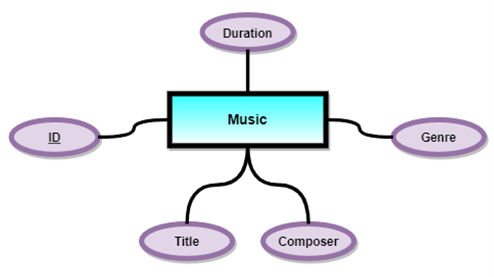 Duration
Music
ID
Genre
Title
Composer